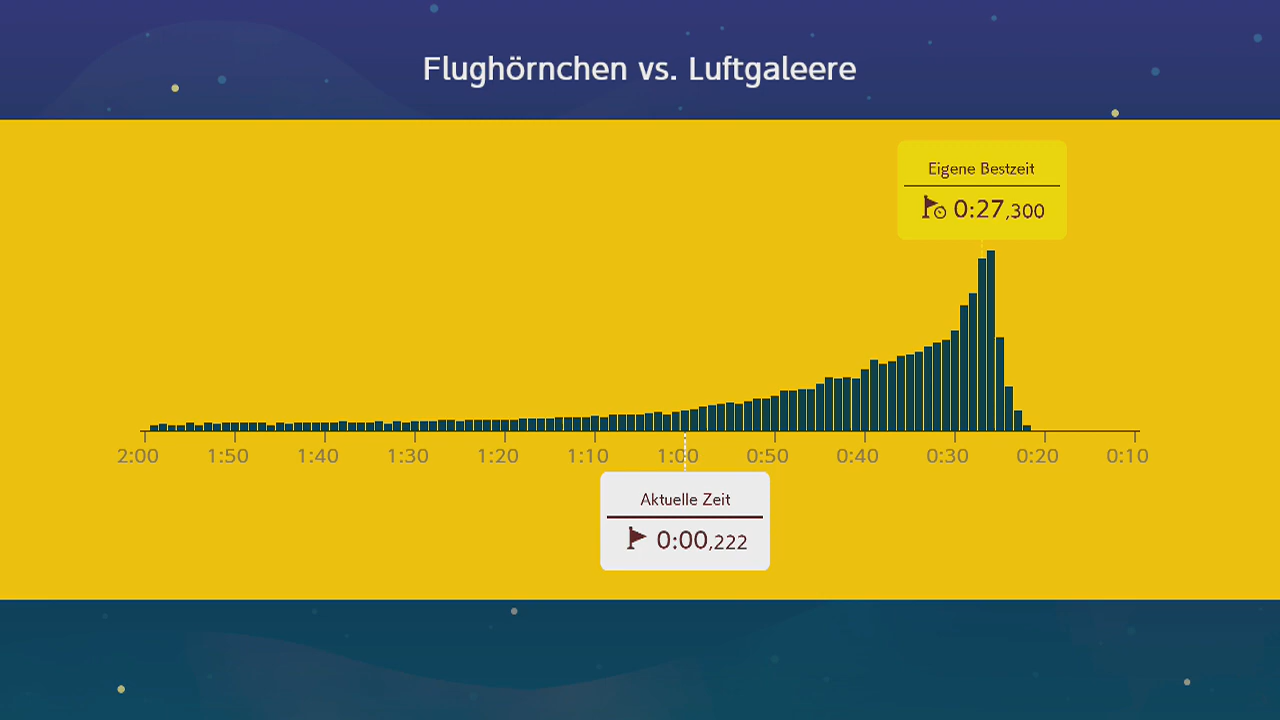 Flughörnchen vs. Luftgaleere
Eigene Bestzeit
0:27,300
2:00 1:50 1:40 1:30 1:20 1:10 1:00 0:50 0:40 0:30 0:20 0:10
Aktuelle Zeit
0:00,222